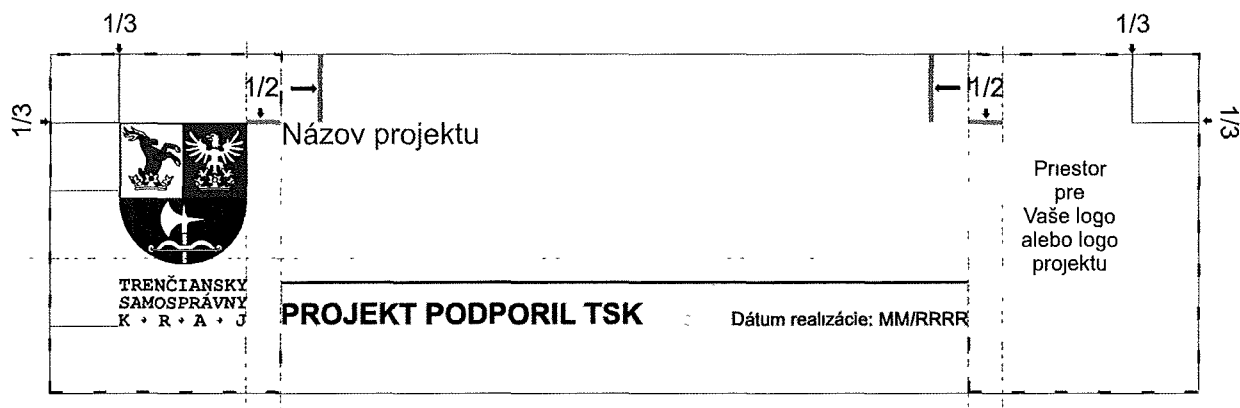 1/3
1/3
1/2
1/2
1/3
1/3
Názov projektu
Priestor
pre
Vaše logo
alebo logo
projektu
TRENČIANSKY
SAMOSPRÁVNY
K • R • A • J
PROJEKT PODPORIL TSK
Dátum realizácie: MM/RRRR